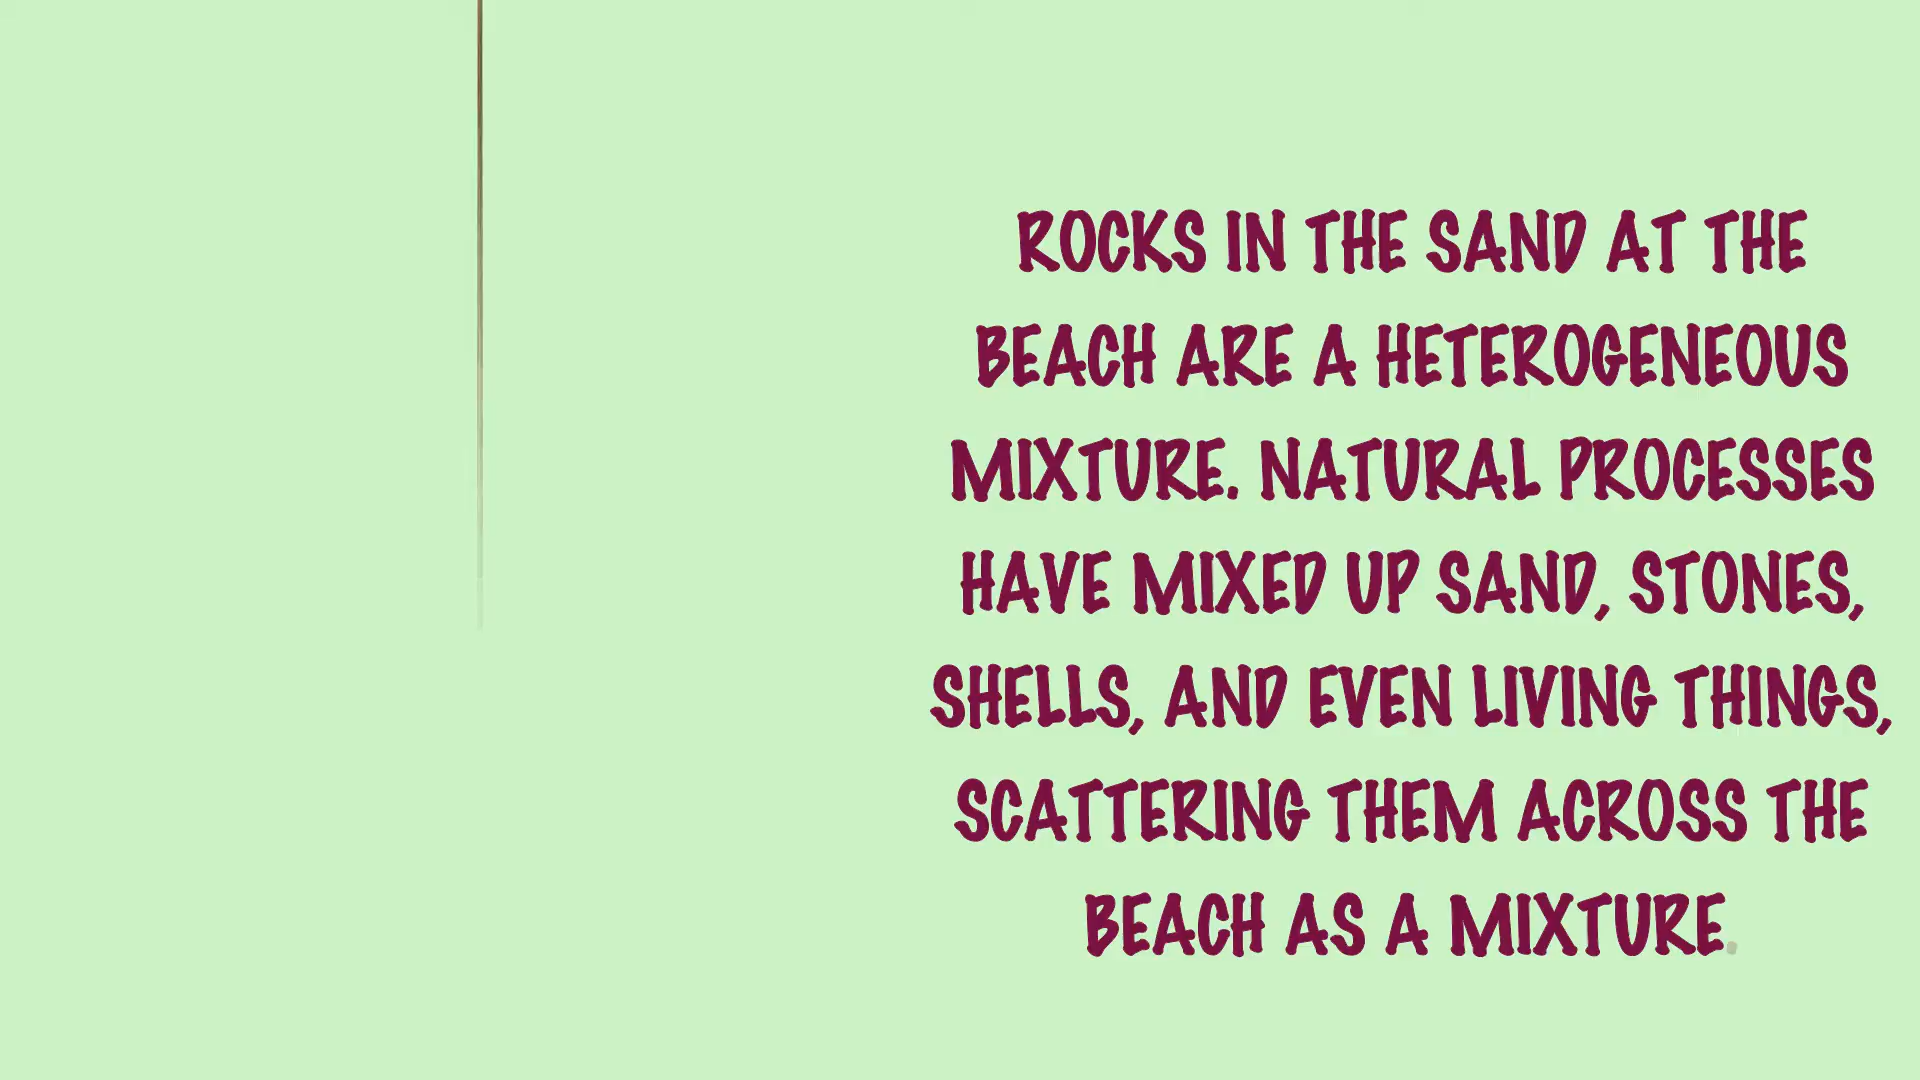 ROCKS IN THE SAND AT THE
BEACH ARE A HETEROGENEOUS
MIXTURE. NATURAL PROCESSES
HAVE MIXED UP SAND, STONES,
SHELLS, AND EVEN LIVING THINGS,
SCATTERING THEM ACROSS THE
BEACH AS A MIXTURE.